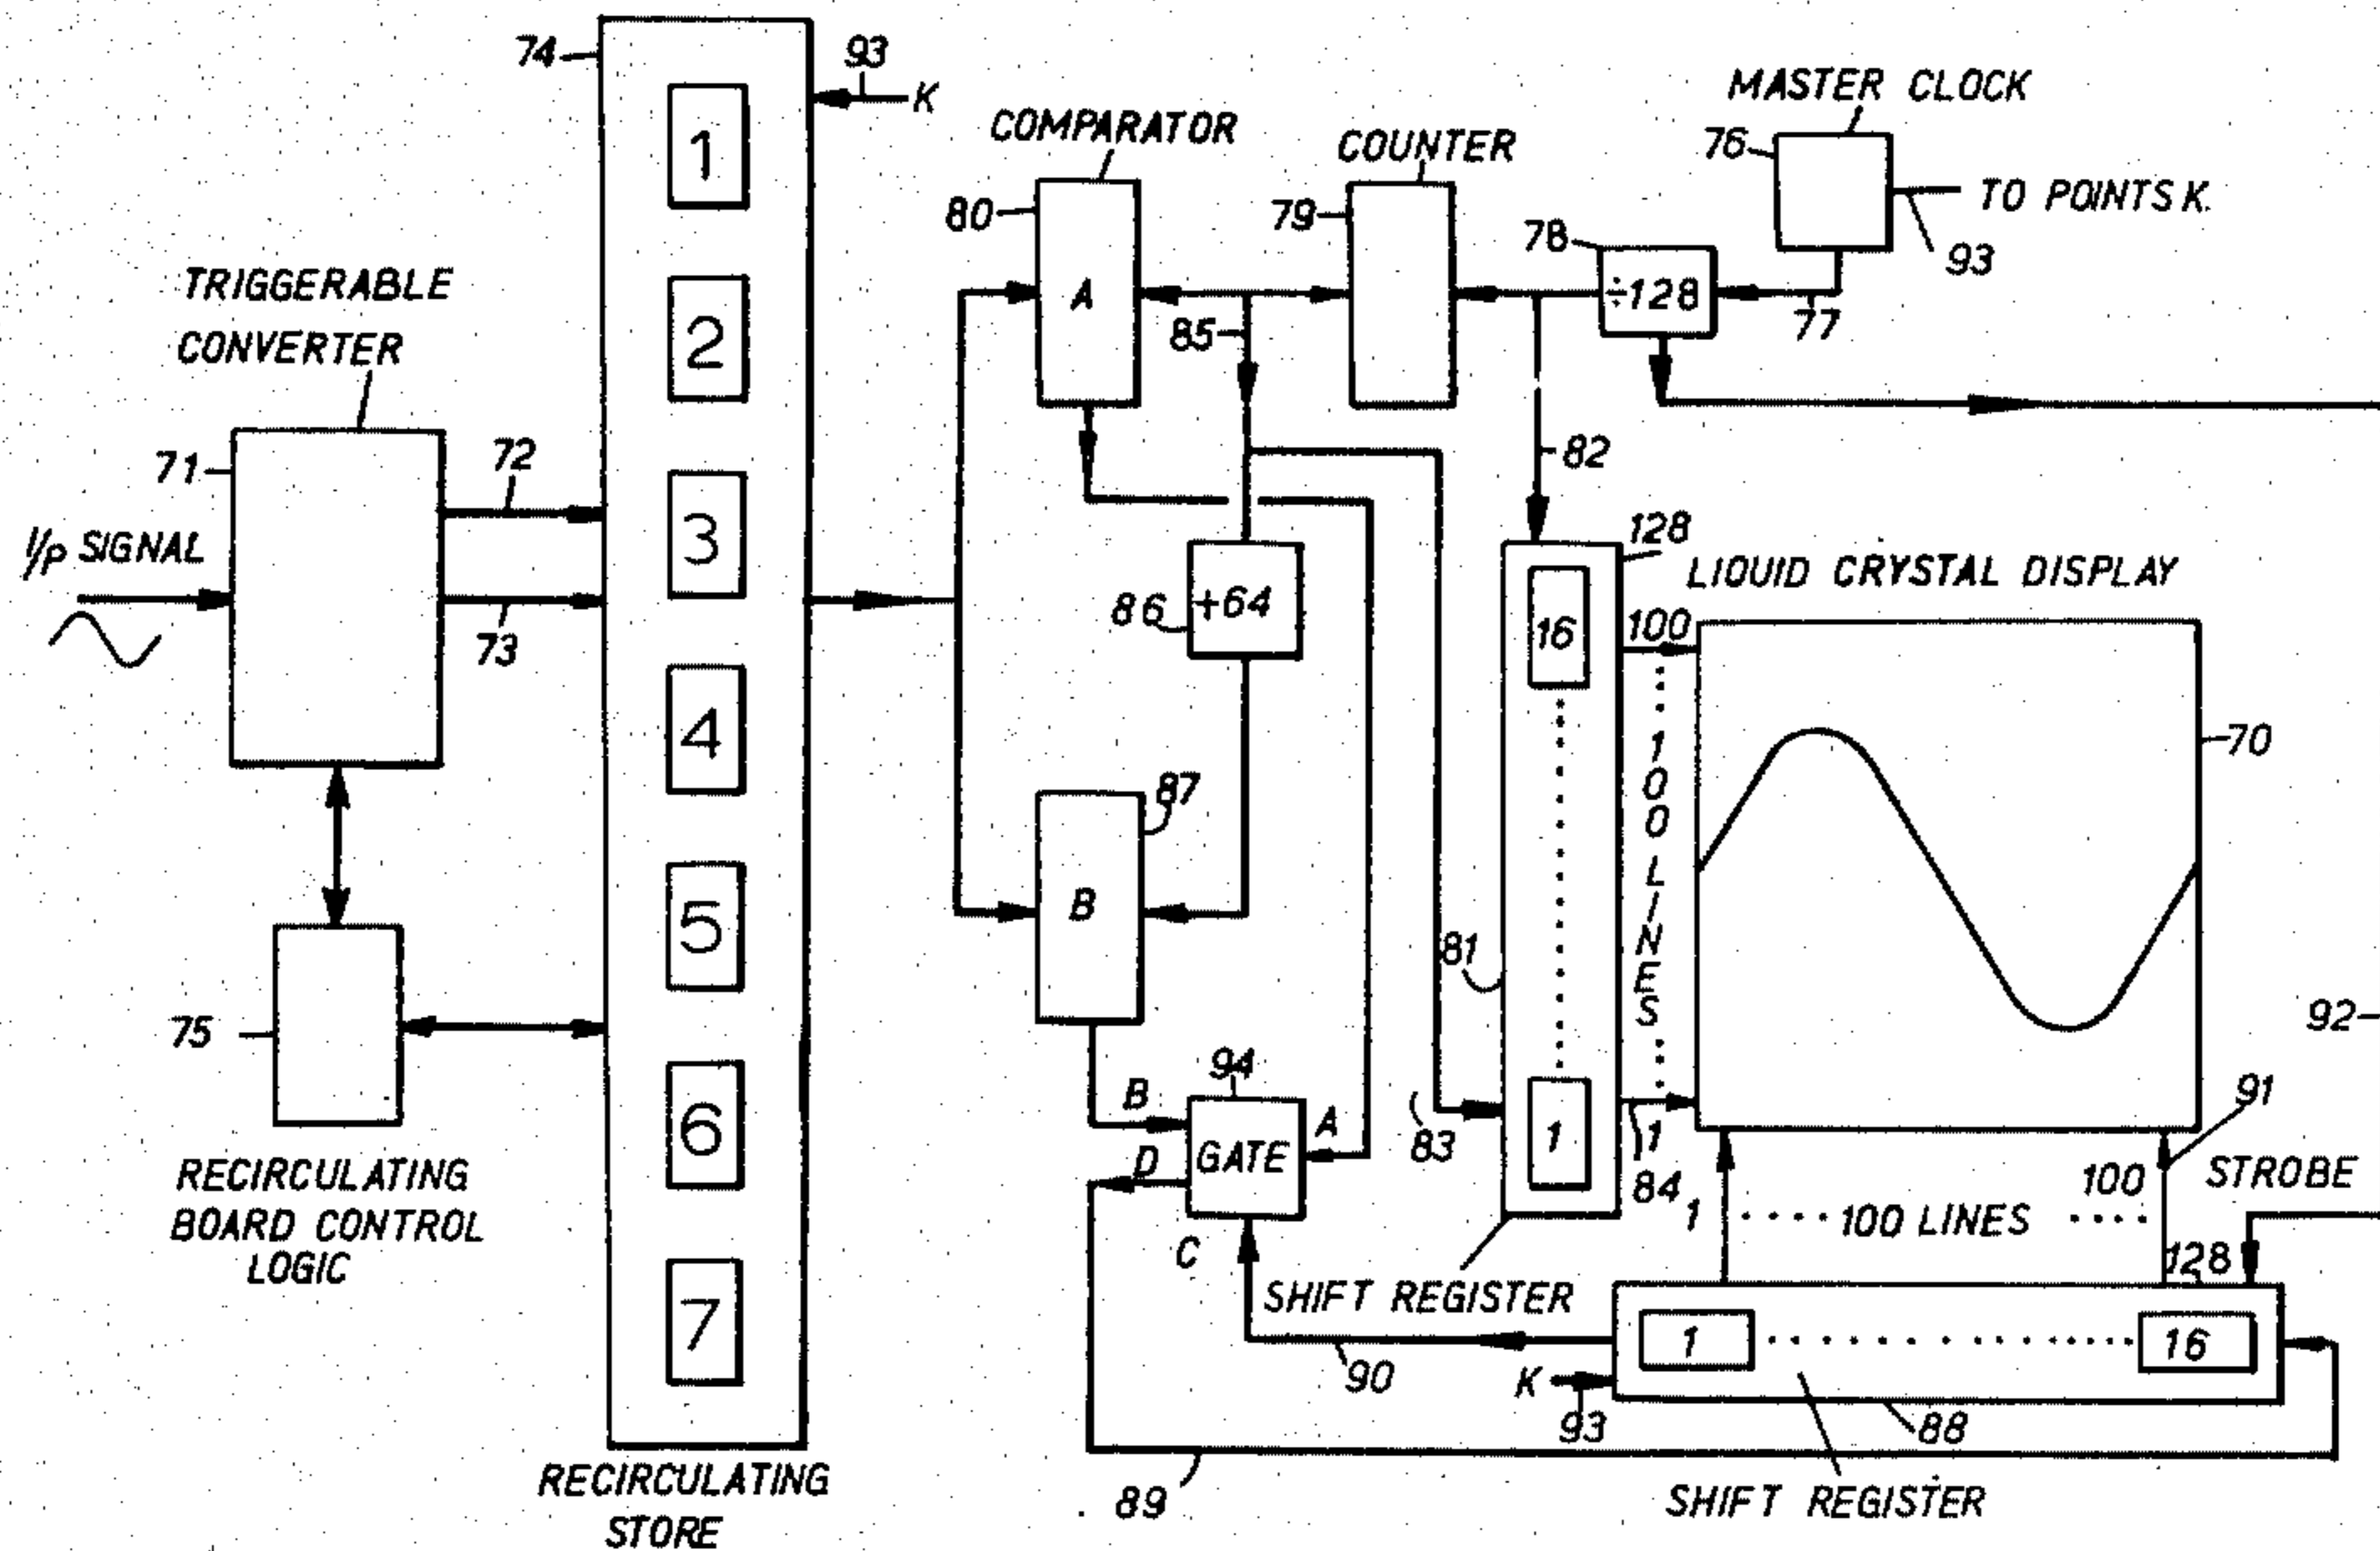 74
93
K
1
2
3
4
5
6
7
RECIRCULATING
STORE
TRIGGERABLE
CONVERTER
71
72
73
I/P SIGNAL
75
RECIRCULATING
BOARD CONTROL
LOGIC
COMPARATOR
80
A
COUNTER
79
85
MASTER CLOCK
76
TO POINTS K.
93
78
÷128
77
82
86
+64
87
B
94
B
D
GATE
A
C
83
81
128
16
1
SHIFT REGISTER
LIQUID CRYSTAL DISPLAY
100
100 LINES
1
84
70
92
91
STROBE
1
100 LINES
100
128
1
16
90
K
93
88
89
SHIFT REGISTER